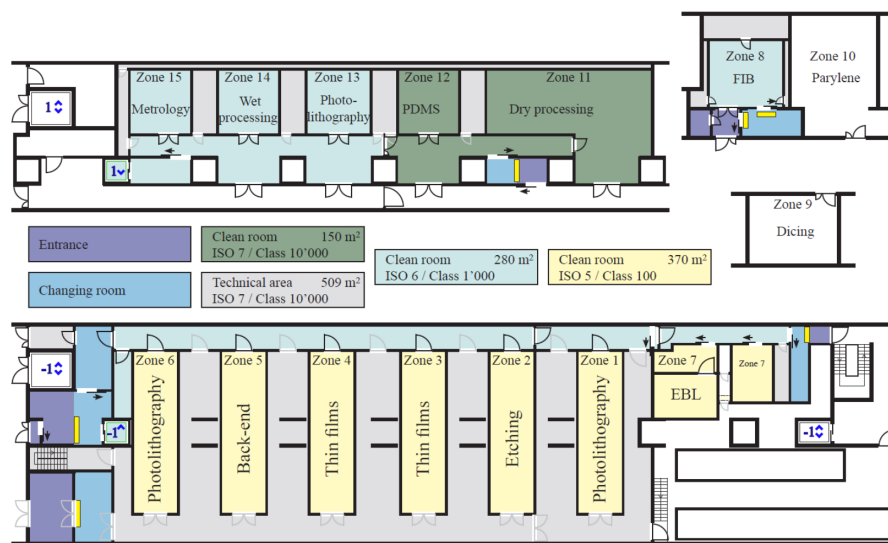 Zone 15
Metrology
Zone 14
Wet
processing
Zone 13
Photo-
lithography
Zone 12
PDMS
Zone 11
Dry processing
Zone 8
FIB
Zone 10
Parylene
1
1
Zone 9
Dicing
Entrance
Changing room
Clean room 150 m²
ISO 7 / Class 10’000
Technical area 509 m²
ISO 7 / Class 10’000
Clean room 280 m²
ISO 6 / Class 1’000
Clean room 370 m²
ISO 5 / Class 100
-1
-1
Zone 6
Photolithography
Zone 5
Back-end
Zone 4
Thin films
Zone 3
Thin films
Zone 2
Etching
Zone 1
Photolithography
Zone 7
EBL
Zone 7
-1